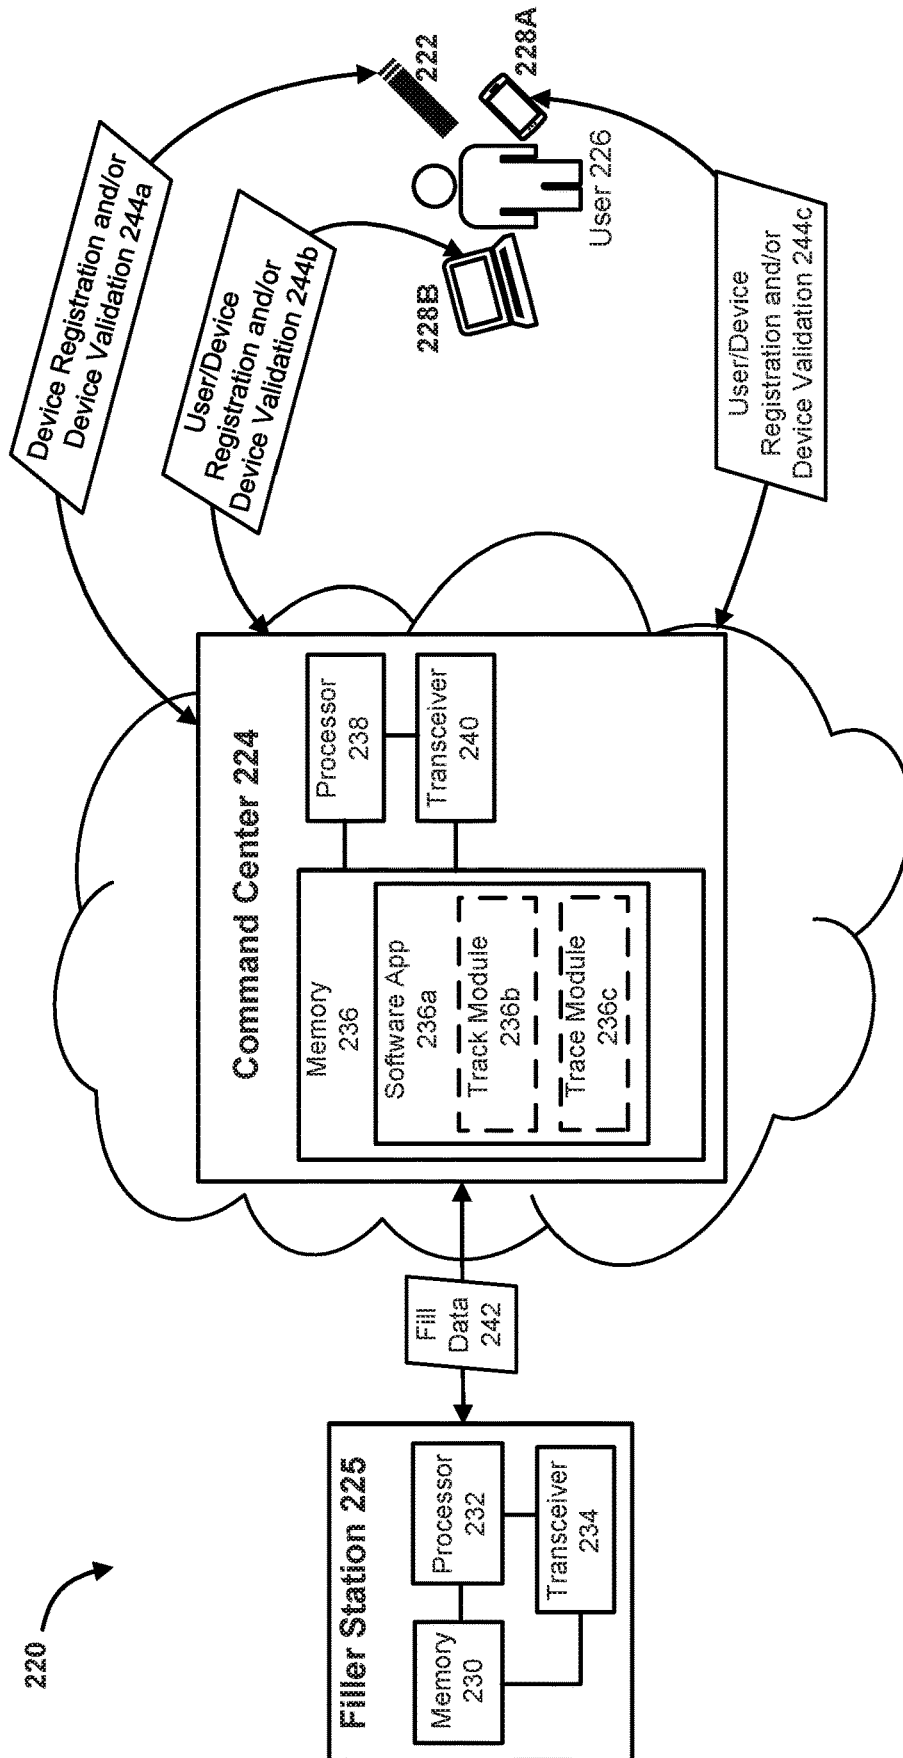 220
Filler Station 225
Memory
230
Processor
232
Transceiver
234
Fill
Data
242
Command Center 224
Memory
236
Software App
236a
Track Module
236b
Trace Module
236c
Processor
238
Transceiver
240
Device Registration and/or
Device Validation 244a
User/Device
Registration and/or
Device Validation 244b
User/Device
Registration and/or
Device Validation 244c
222
228A
228B
User 226